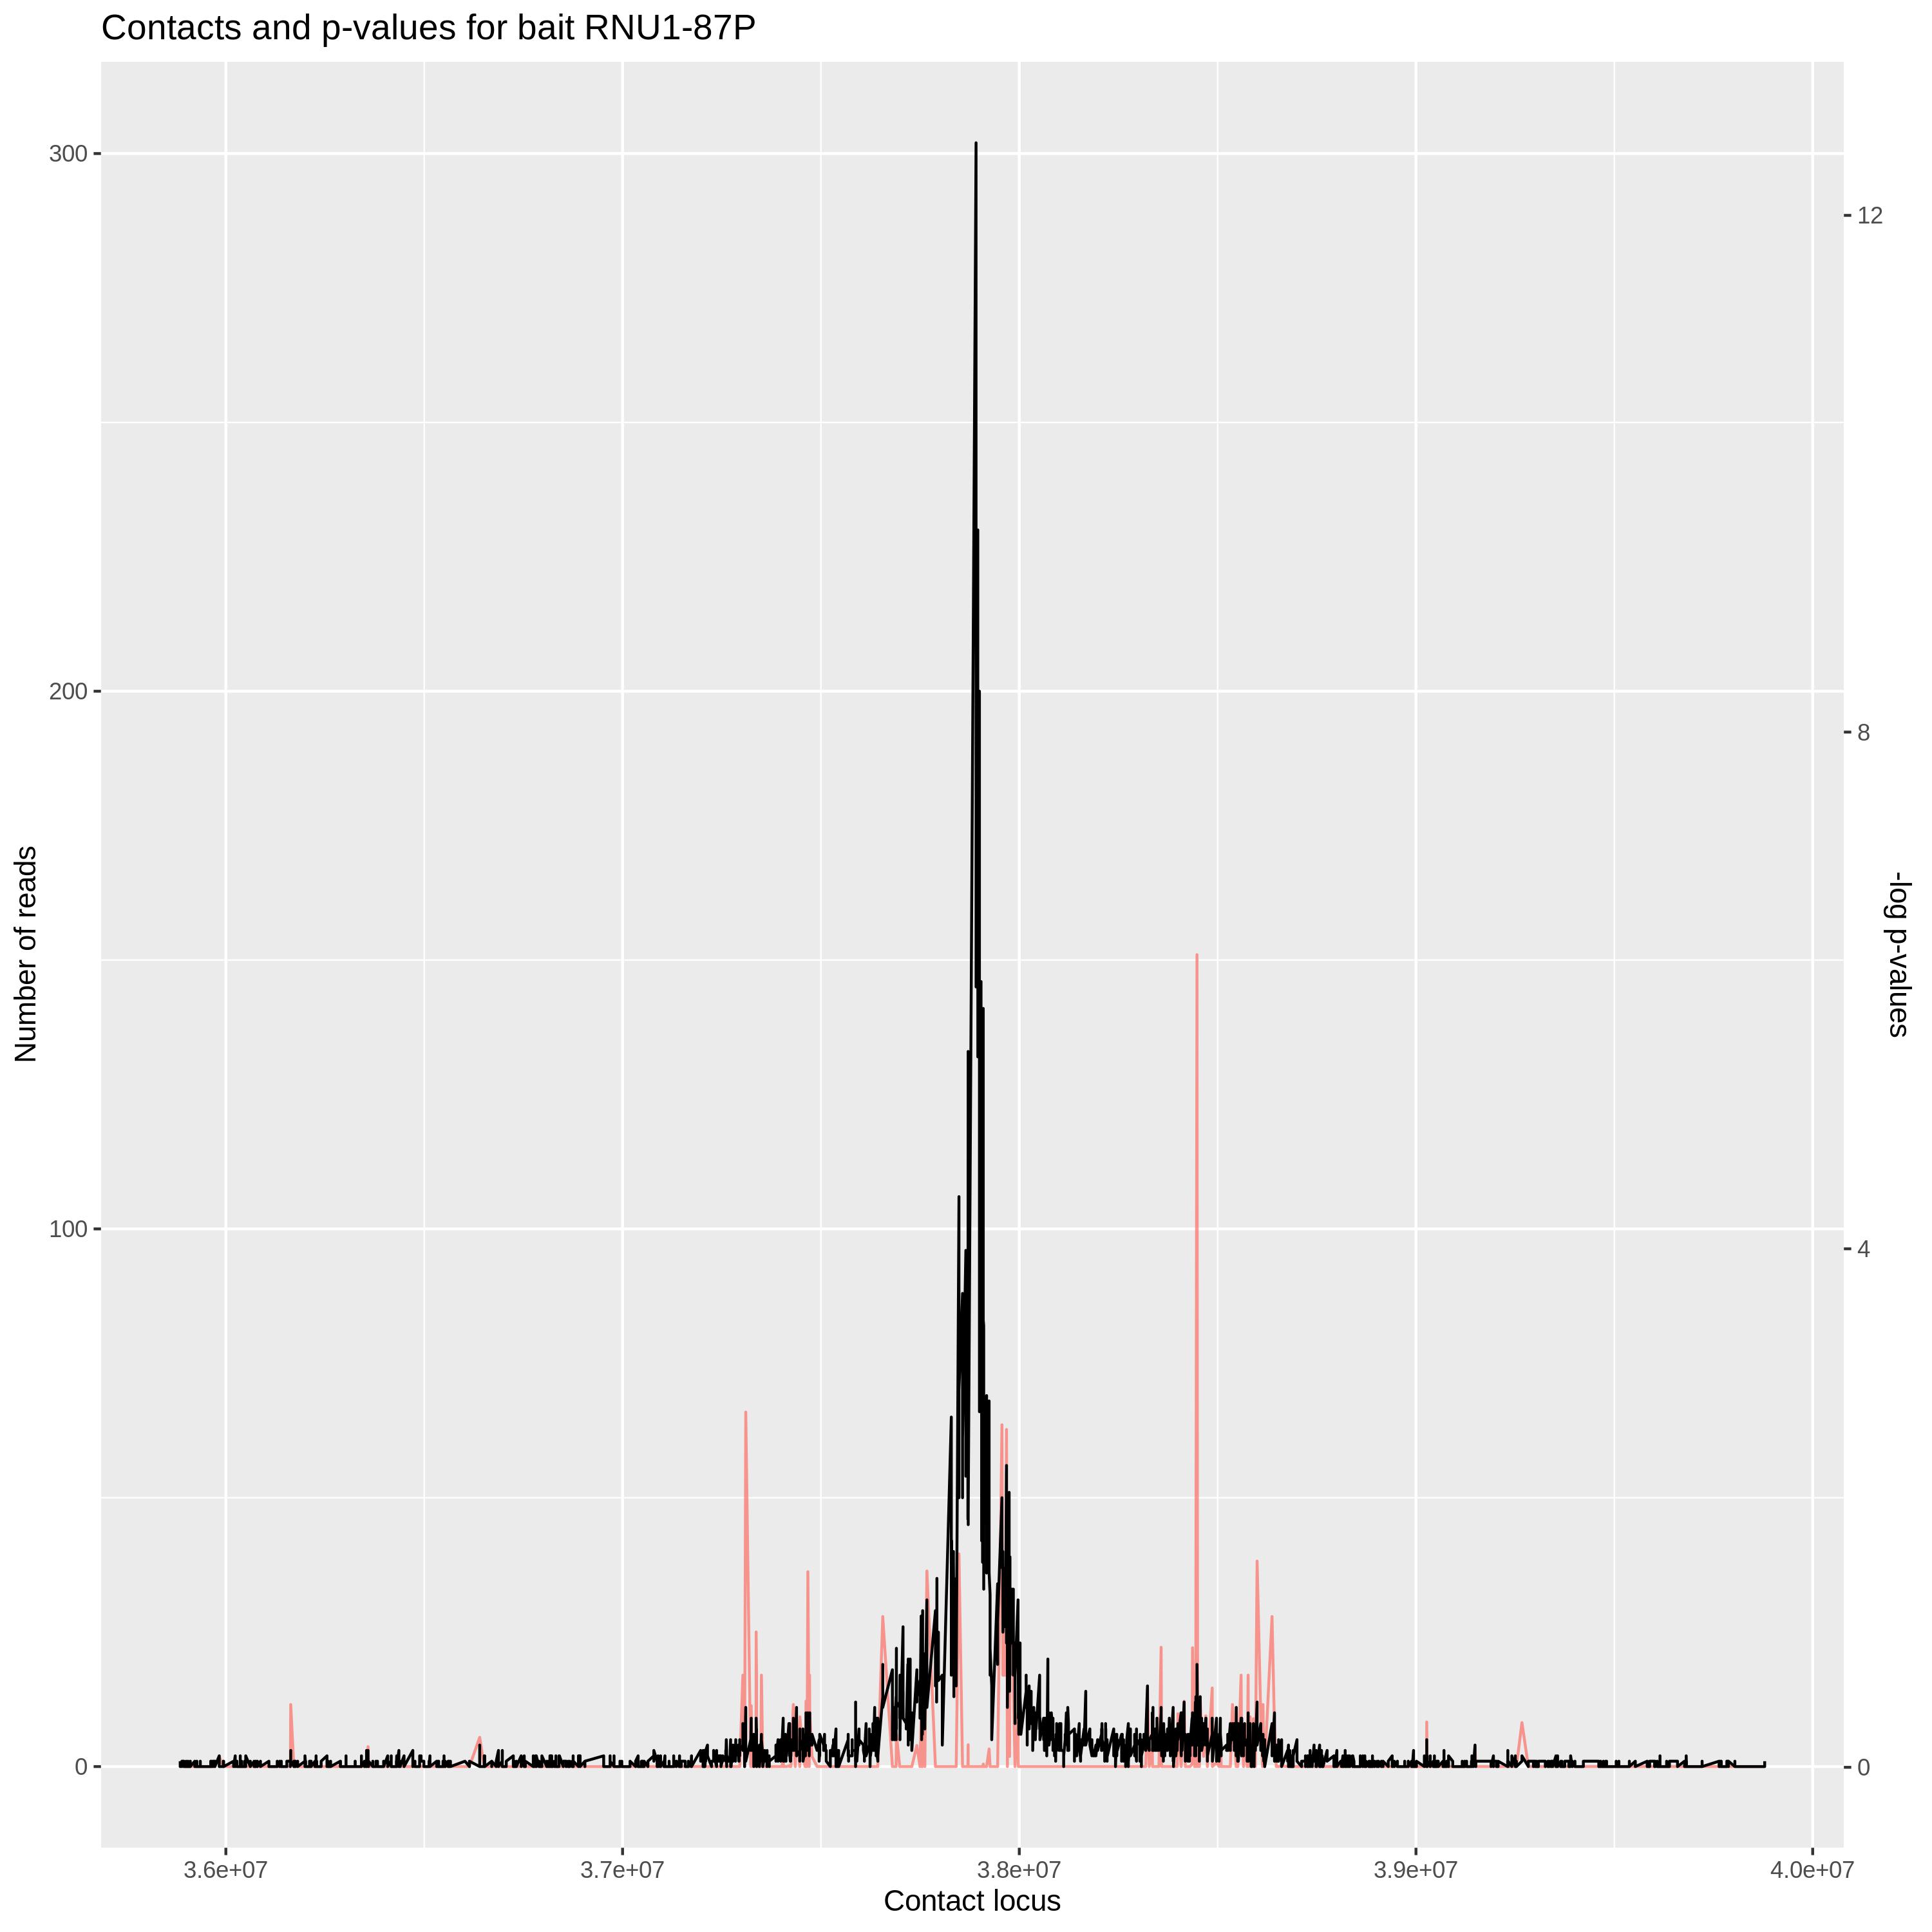 Contacts and p-values for bait RNU1-87P
300
200
100
0
Number of reads
12
8
4
0
-log p-values
3.6e+07
3.7e+07
3.8e+07
3.9e+07
4.0e+07
Contact locus